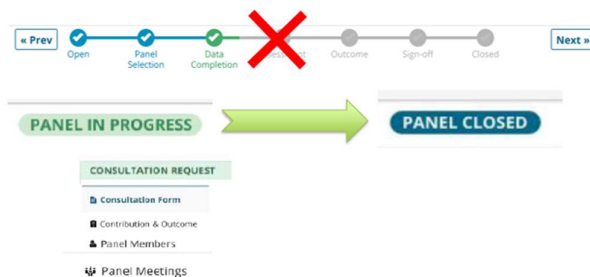 « Prev
Open
Panel
Selection
Data
Completion
Outcome
Sign-off
Closed
Next »
PANEL IN PROGRESS
PANEL CLOSED
CONSULTATION REQUEST
Consultation Form
Contribution & Outcome
Panel Members
Panel Meetings